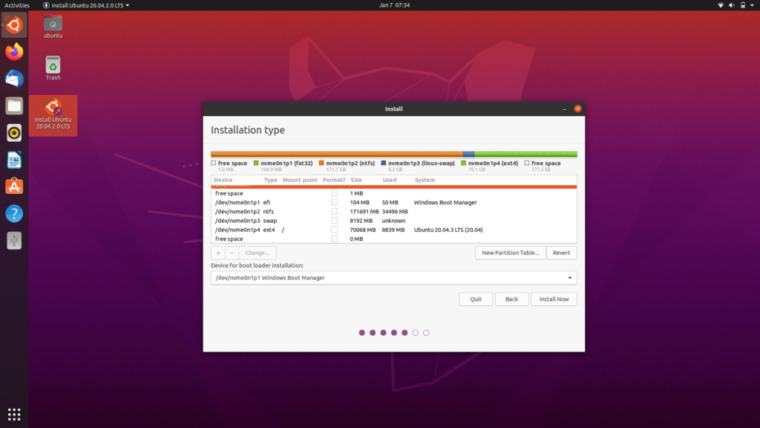 Activities
Install Ubuntu 20.04.2.0 LTS
Jan 7 07:34
ubuntu
Trash
Install Ubuntu
20.04.2.0 LTS
Install
Installation type
free space
1.0 MB
nvme0n1p1 (fat32)
104.9 MB
nvme0n1p2 (ntfs)
171.7 GB
nvme0n1p3 (linux-swap)
8.2 GB
nvme0n1p4 (ext4)
70.1 GB
free space
171.5 kB
Device Type Mount point Format? Size Used System
free space 1 MB
/dev/nvme0n1p1 efi 104 MB 50 MB Windows Boot Manager
/dev/nvme0n1p2 ntfs 171691 MB 34496 MB
/dev/nvme0n1p3 swap 8192 MB unknown
/dev/nvme0n1p4 ext4 / 70068 MB 8839 MB Ubuntu 20.04.3 LTS (20.04)
free space 0 MB
+ - Change...
New Partition Table... Revert
Device for boot loader installation:
/dev/nvme0n1p1 Windows Boot Manager
Quit Back Install Now